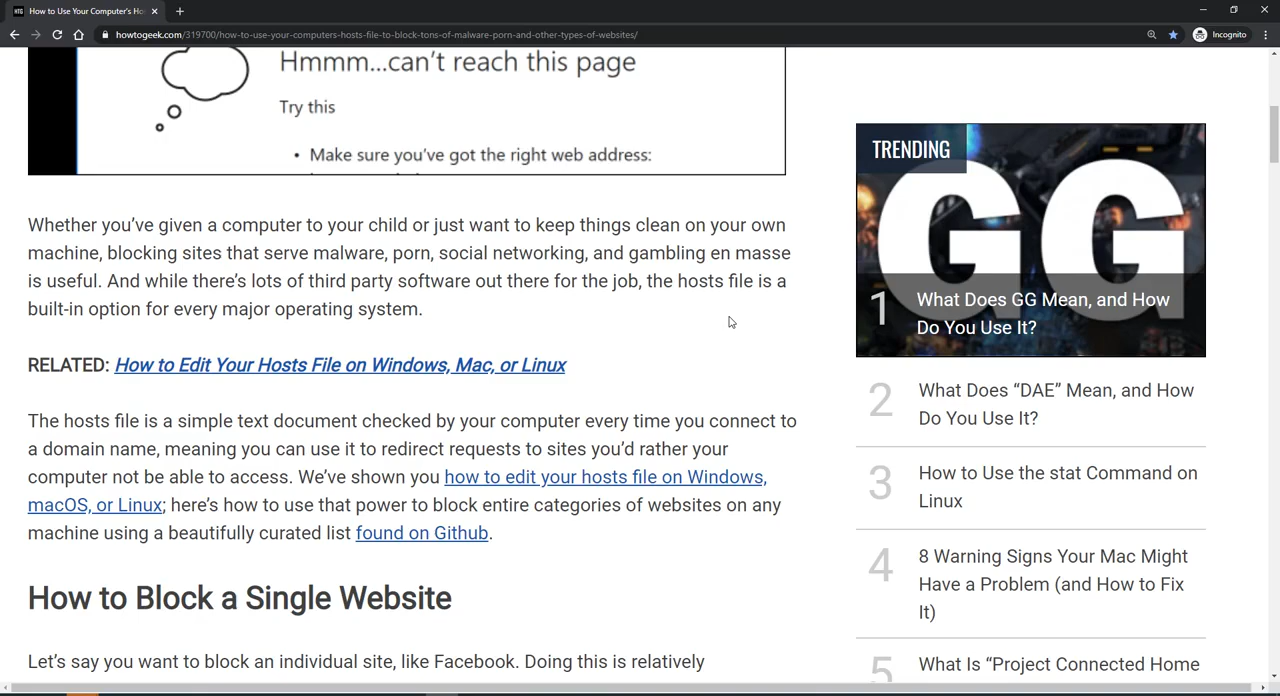 HTG How to Use Your Computer's Ho
howtogeek.com/319700/how-to-use-your-computers-hosts-file-to-block-tons-of-malware-porn-and-other-types-of-websites/
Incognito
Hmmm...can't reach this page
Try this
• Make sure you've got the right web address:
Whether you've given a computer to your child or just want to keep things clean on your own
machine, blocking sites that serve malware, porn, social networking, and gambling en masse
is useful. And while there's lots of third party software out there for the job, the hosts file is a
built-in option for every major operating system.
RELATED: How to Edit Your Hosts File on Windows, Mac, or Linux
The hosts file is a simple text document checked by your computer every time you connect to
a domain name, meaning you can use it to redirect requests to sites you'd rather your
computer not be able to access. We've shown you how to edit your hosts file on Windows,
macOS, or Linux; here's how to use that power to block entire categories of websites on any
machine using a beautifully curated list found on Github.
How to Block a Single Website
Let's say you want to block an individual site, like Facebook. Doing this is relatively
TRENDING
GG
1 What Does GG Mean, and How
Do You Use It?
2 What Does “DAE” Mean, and How
Do You Use It?
3 How to Use the stat Command on
Linux
4 8 Warning Signs Your Mac Might
Have a Problem (and How to Fix
It)
5 What Is “Project Connected Home